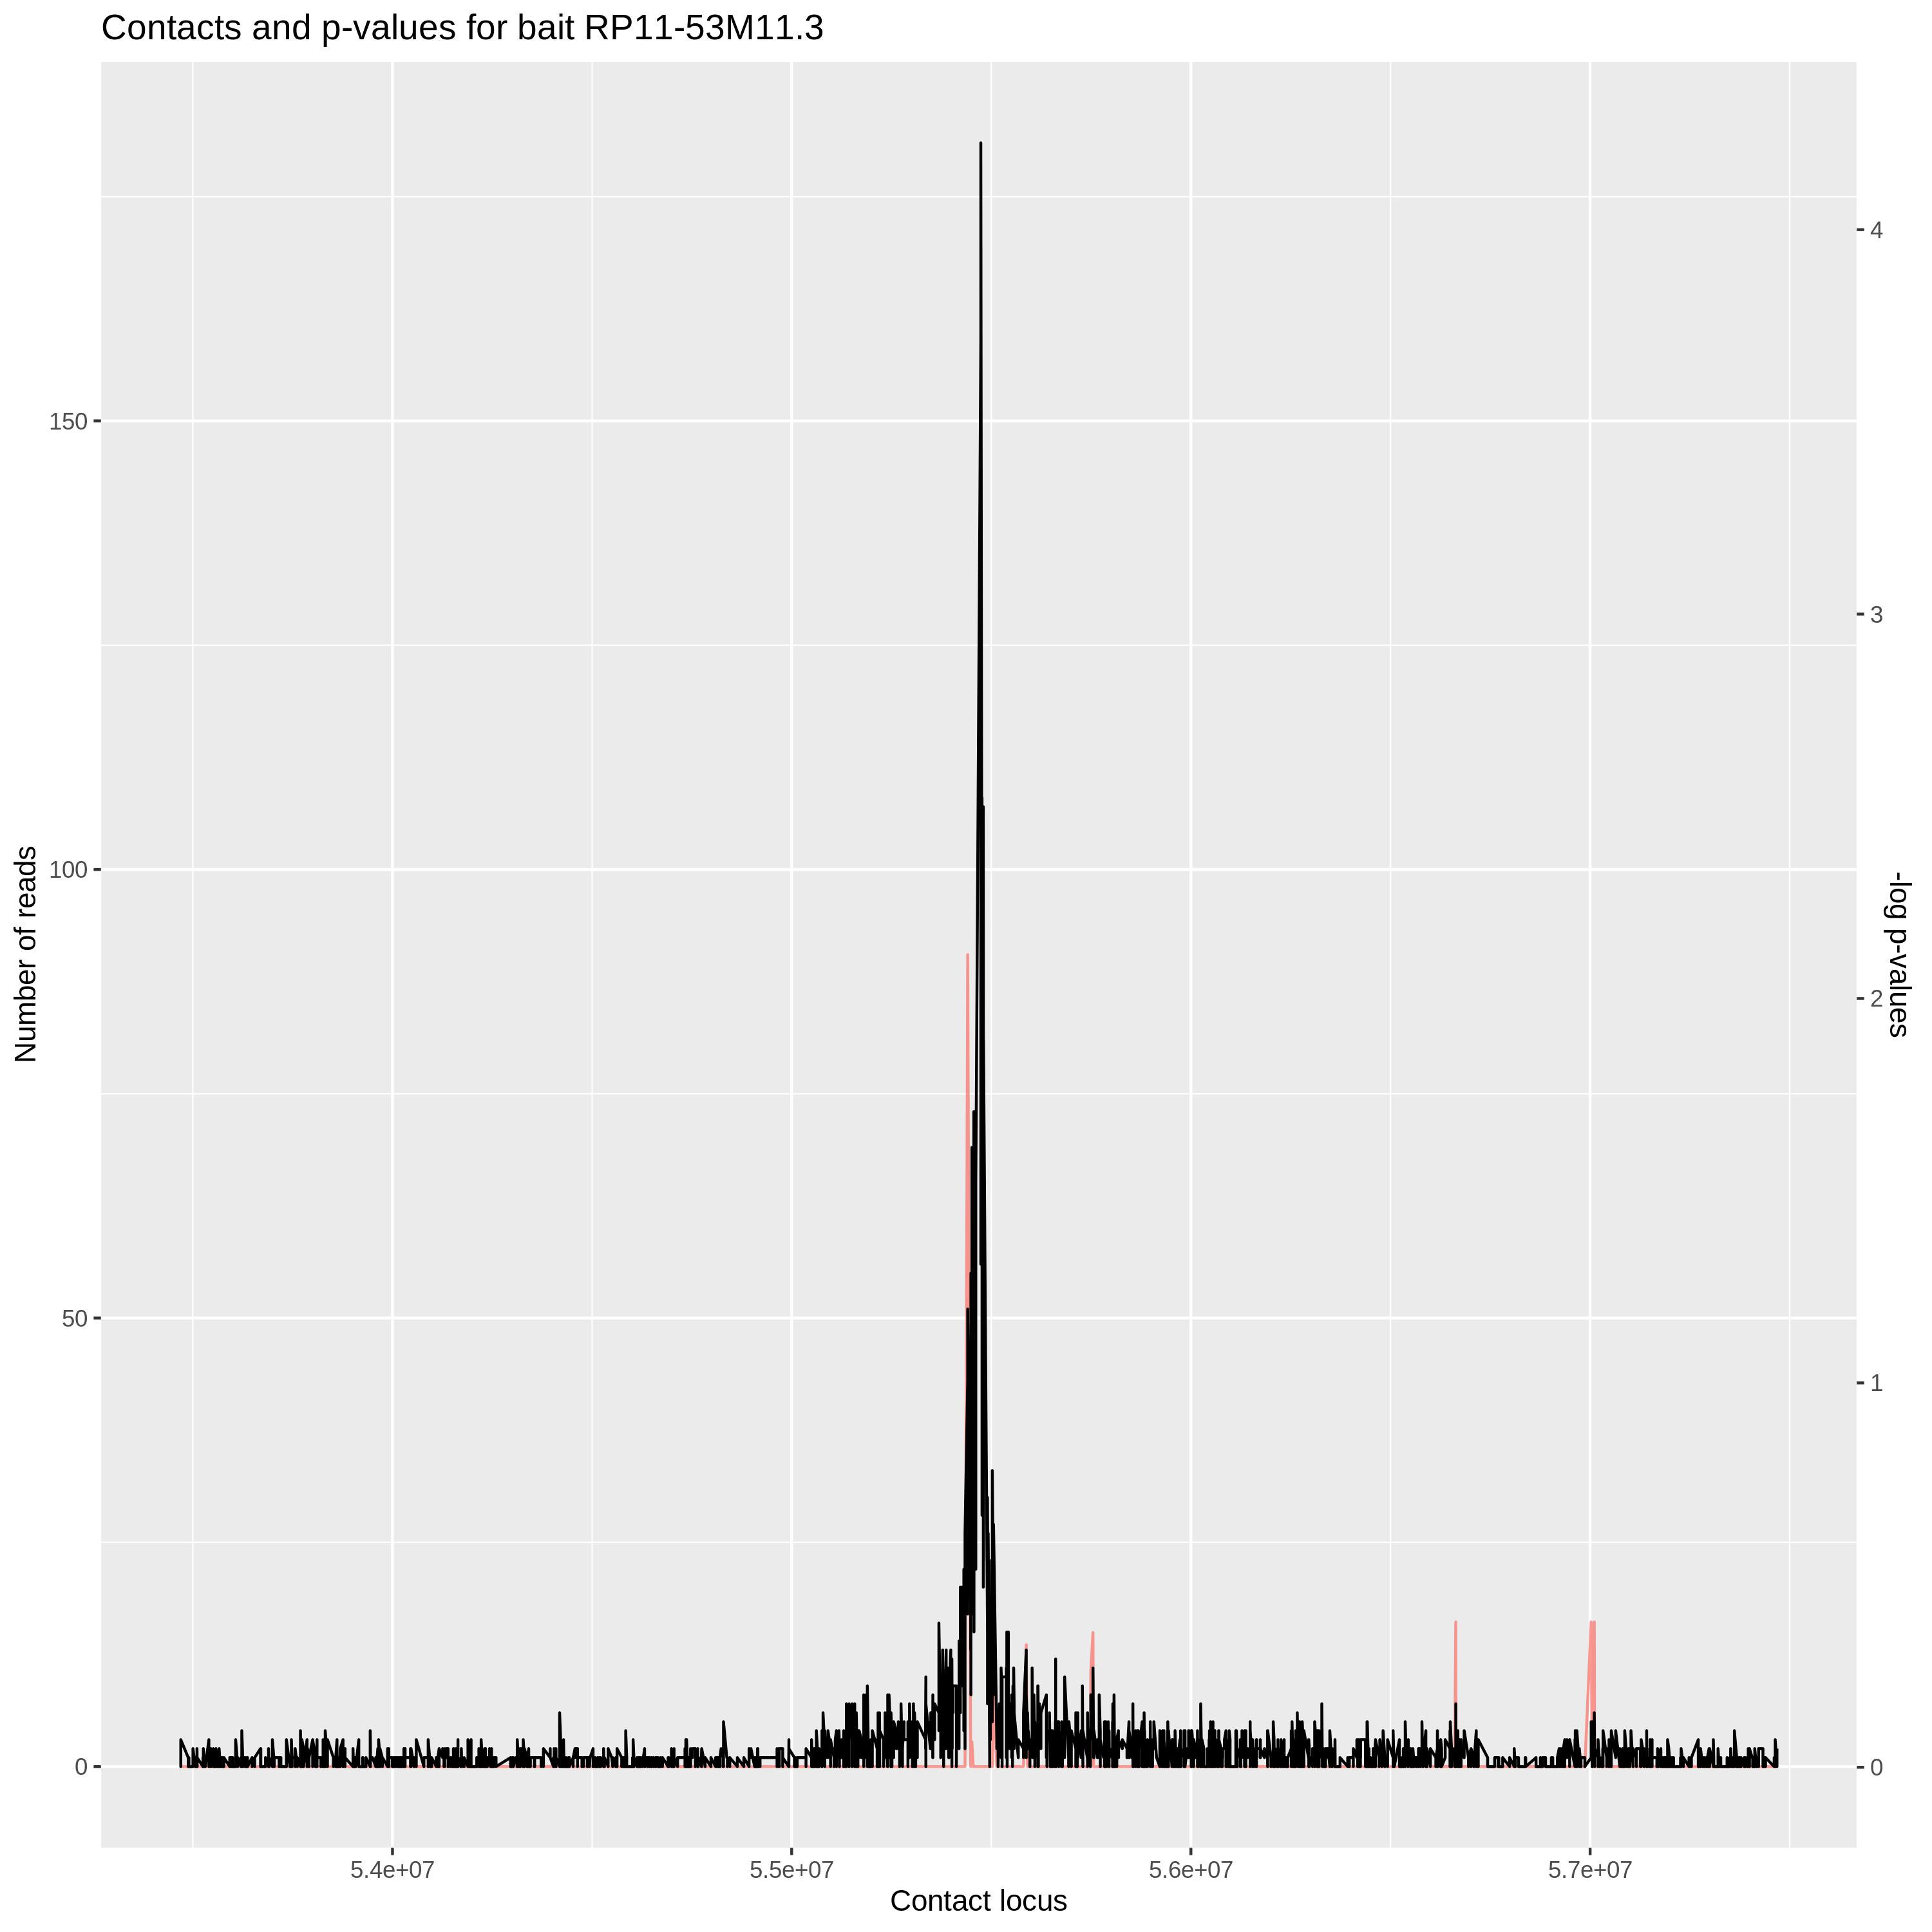 Contacts and p-values for bait RP11-53M11.3
Number of reads
150
100
50
0
4
3
2
1
0
-log p-values
5.4e+07
5.5e+07
5.6e+07
5.7e+07
Contact locus